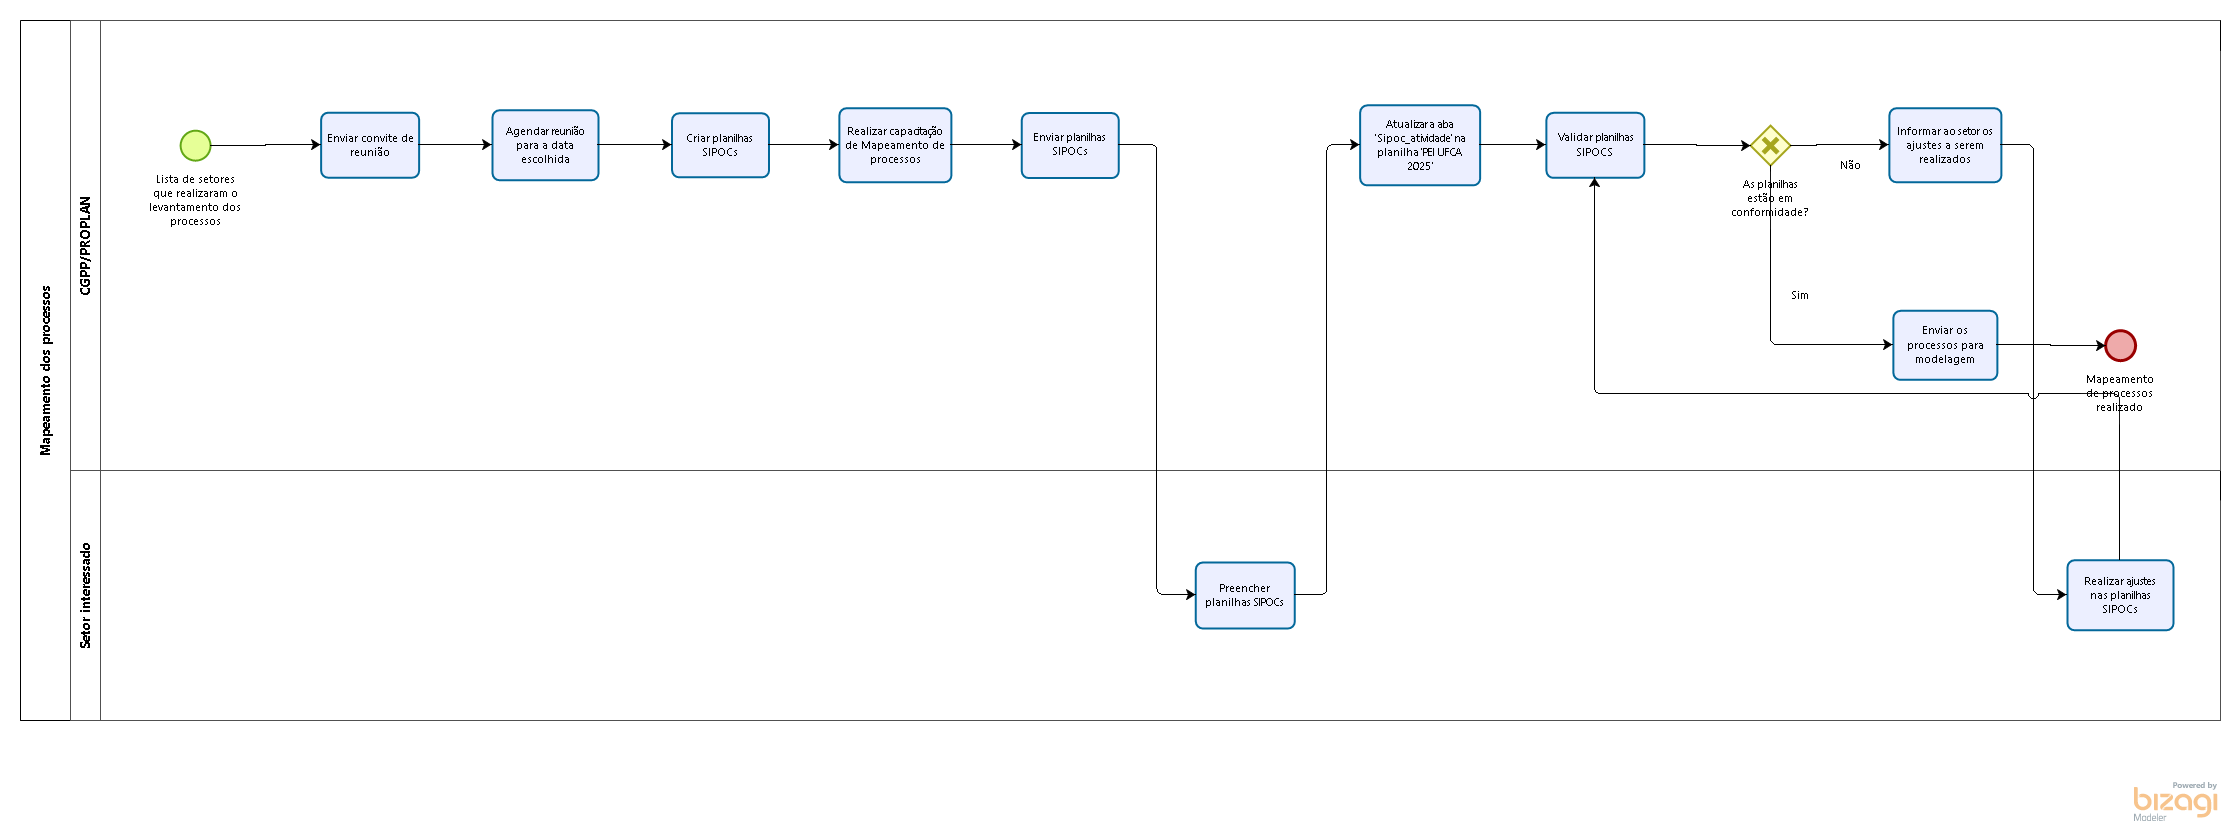 Mapeamento dos processos
CGPP/PROPLAN
Lista de setores
que realizaram o
levantamento dos
processos
Enviar convite de
reunião
Agendar reunião
para a data
escolhida
Criar planilhas
SIPOCs
Realizar capacitação
de Mapeamento de
processos
Enviar planilhas
SIPOCs
Atualizar a aba
'Sipoc_atividade' na
planilha 'PEI UFCA
2025'
Validar planilhas
SIPOCS
As planilhas
estão em
conformidade?
Não
Informar ao setor os
ajustes a serem
realizados
Sim
Enviar os
processos para
modelagem
Mapeamento
de processos
realizado
Setor interessado
Preencher
planilhas SIPOCs
Realizar ajustes
nas planilhas
SIPOCs
Powered by
bizagi
Modeler